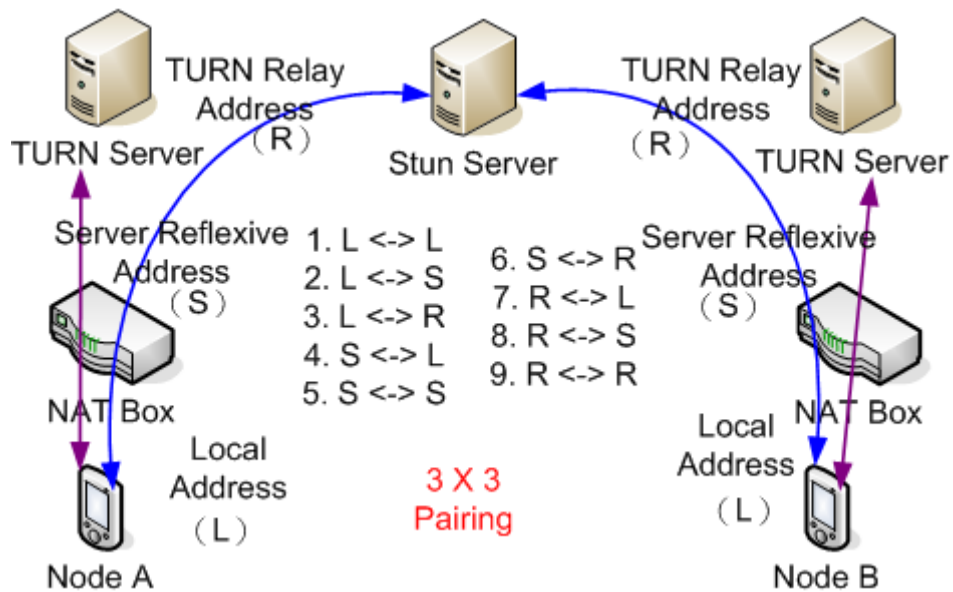 TURN Relay
Address
（R）
TURN Server
Stun Server
TURN Relay
Address
（R）
TURN Server
Server Reflexive
Address
（S）
NAT Box
1. L <-> L
2. L <-> S
3. L <-> R
4. S <-> L
5. S <-> S
6. S <-> R
7. R <-> L
8. R <-> S
9. R <-> R
Server Reflexive
Address
（S）
NAT Box
Local
Address
（L）
Node A
3 X 3
Pairing
Local
Address
（L）
Node B